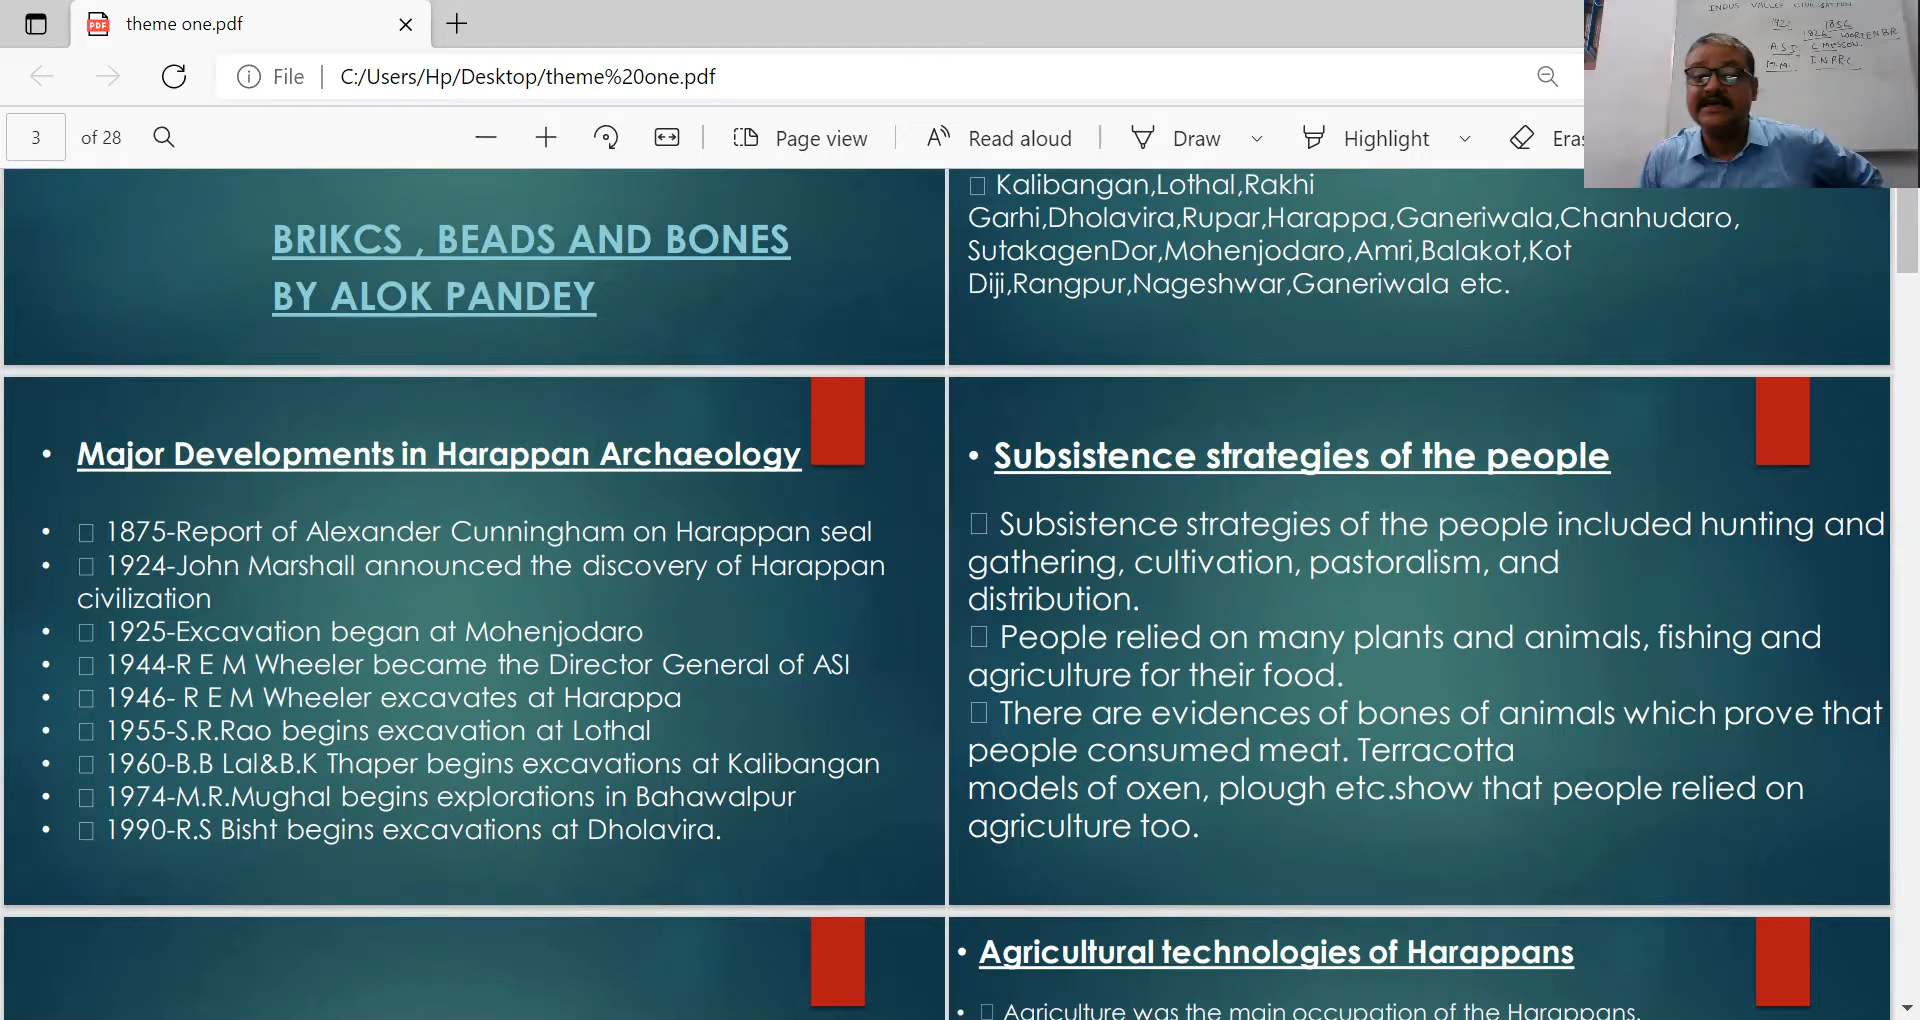 theme one.pdf
File
C:/Users/Hp/Desktop/theme%20one.pdf
3 of 28
Page view
Read aloud
Draw
Highlight
Eras
INDUS VALLEY CIVILISATION
1856
1826
A.S.I.
BRIKCS , BEADS AND BONES
BY ALOK PANDEY
Kalibangan,Lothal,Rakhi
Garhi,Dholavira,Rupar,Harappa,Ganeriwala,Chanhudaro,
SutakagenDor,Mohenjodaro,Amri,Balakot,Kot
Diji,Rangpur,Nageshwar,Ganeriwala etc.
• Major Developments in Harappan Archaeology
• 1875-Report of Alexander Cunningham on Harappan seal
• 1924-John Marshall announced the discovery of Harappan
civilization
• 1925-Excavation began at Mohenjodaro
• 1944-R E M Wheeler became the Director General of ASI
• 1946- R E M Wheeler excavates at Harappa
• 1955-S.R.Rao begins excavation at Lothal
• 1960-B.B Lal&B.K Thaper begins excavations at Kalibangan
• 1974-M.R.Mughal begins explorations in Bahawalpur
• 1990-R.S Bisht begins excavations at Dholavira.
• Subsistence strategies of the people
Subsistence strategies of the people included hunting and
gathering, cultivation, pastoralism, and
distribution.
People relied on many plants and animals, fishing and
agriculture for their food.
There are evidences of bones of animals which prove that
people consumed meat. Terracotta
models of oxen, plough etc.show that people relied on
agriculture too.
• Agricultural technologies of Harappans
• Agriculture was the main occupation of the Harappans.